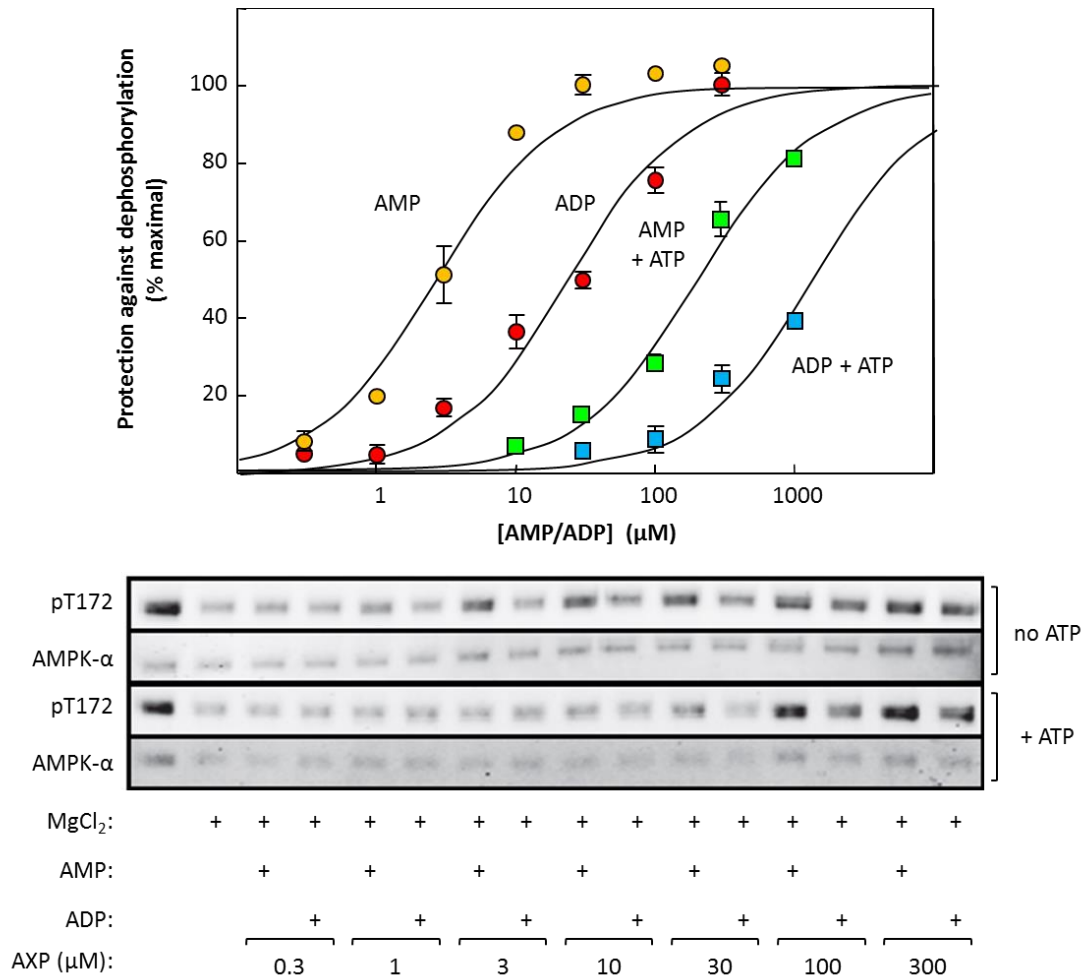 Protection against dephosphorylation
(% maximal)
100
80
60
40
20
AMP
ADP
AMP
+ ATP
ADP + ATP
1 10 100 1000
[AMP/ADP] (µM)
pT172
AMPK-α
no ATP
pT172
AMPK-α
+ ATP
MgCl₂: + + + + + + + + + + + + + + +
AMP: + + + + + + +
ADP: + + + + + + +
AXP (µM): 0.3 1 3 10 30 100 300